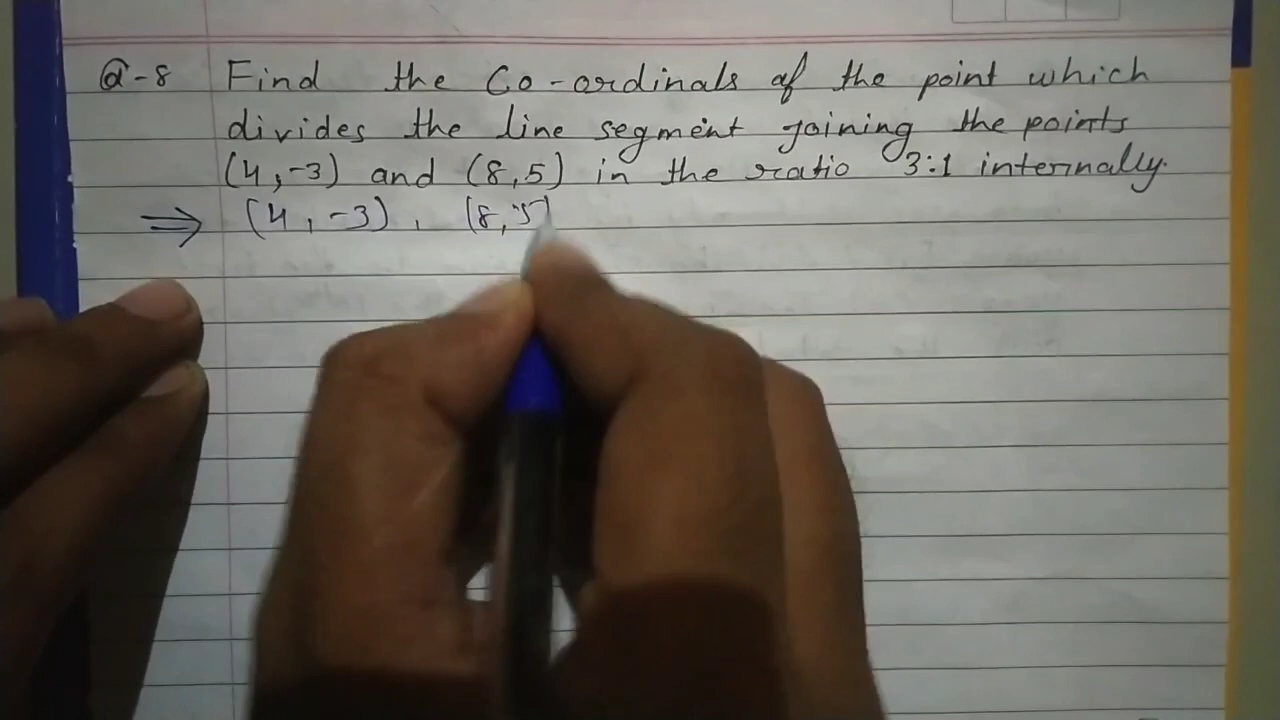 Q-8 Find the Co-ordinals of the point which
divides the line segment joining the points
(4,-3) and (8,5) in the ratio 3:1 internally.
⇒ (4,-3), (8,5)